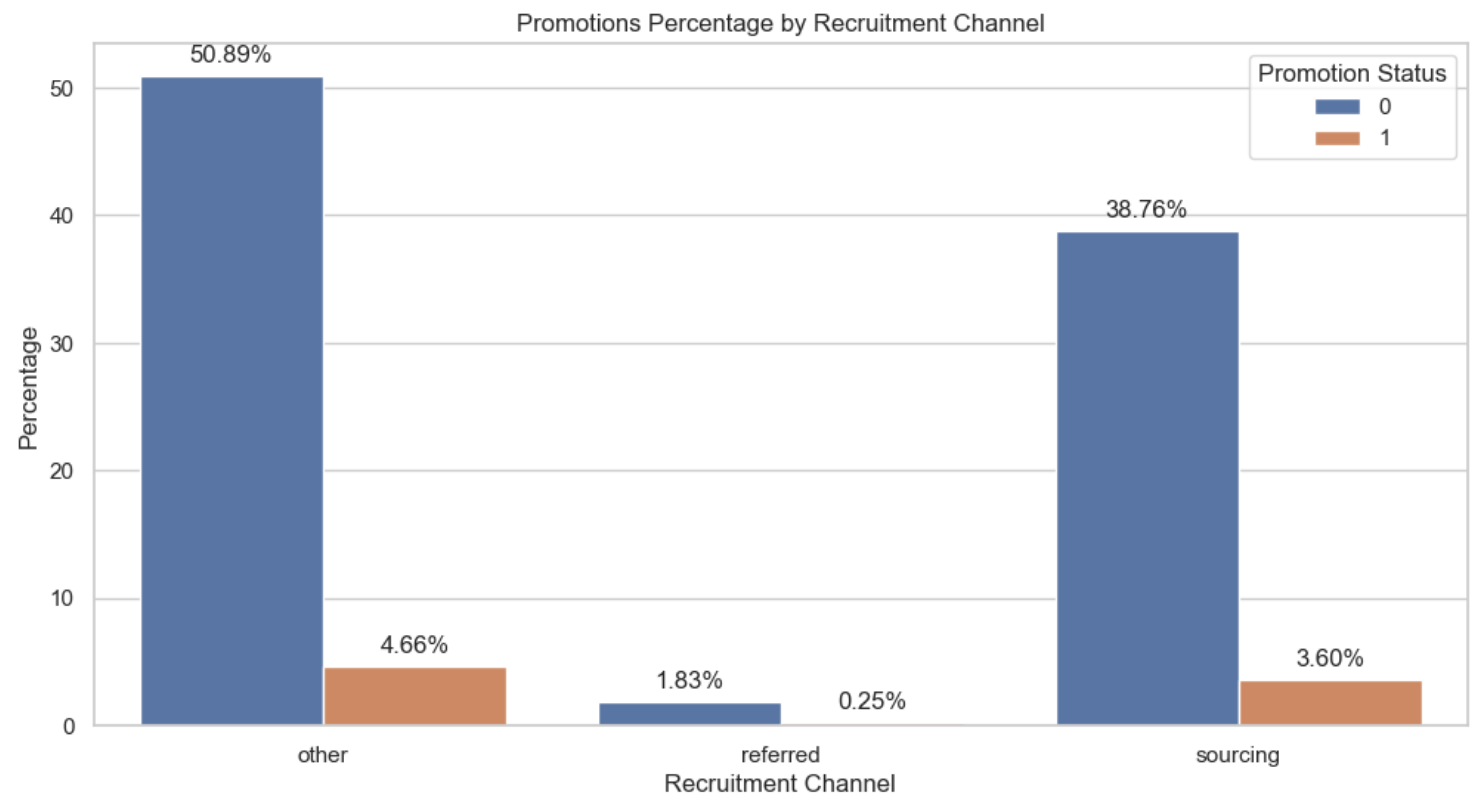 Promotions Percentage by Recruitment Channel
50.89%
Promotion Status
0
1
50
40
30
20
10
0
Percentage
38.76%
4.66%
1.83%
0.25%
3.60%
other
referred
sourcing
Recruitment Channel